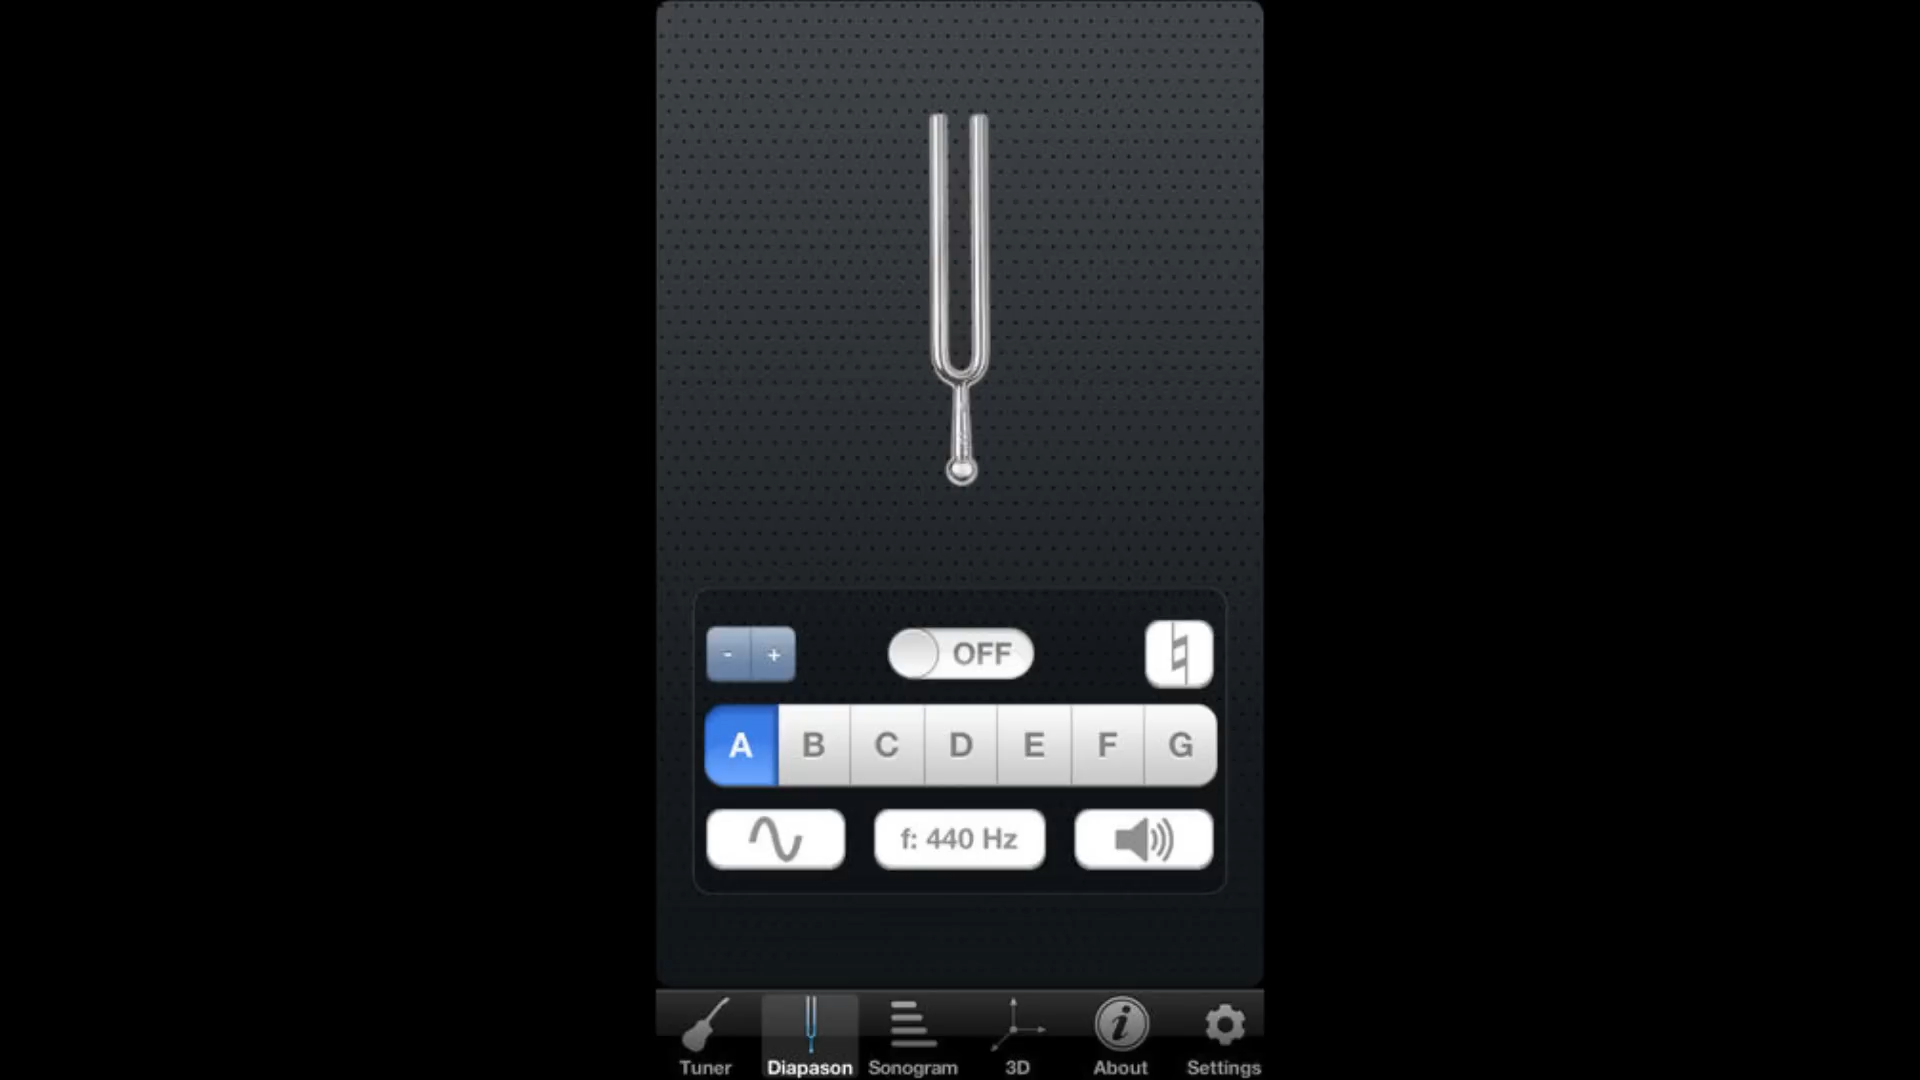 - + OFF ♮
A B C D E F G
f: 440 Hz
Tuner Diapason Sonogram 3D About Settings